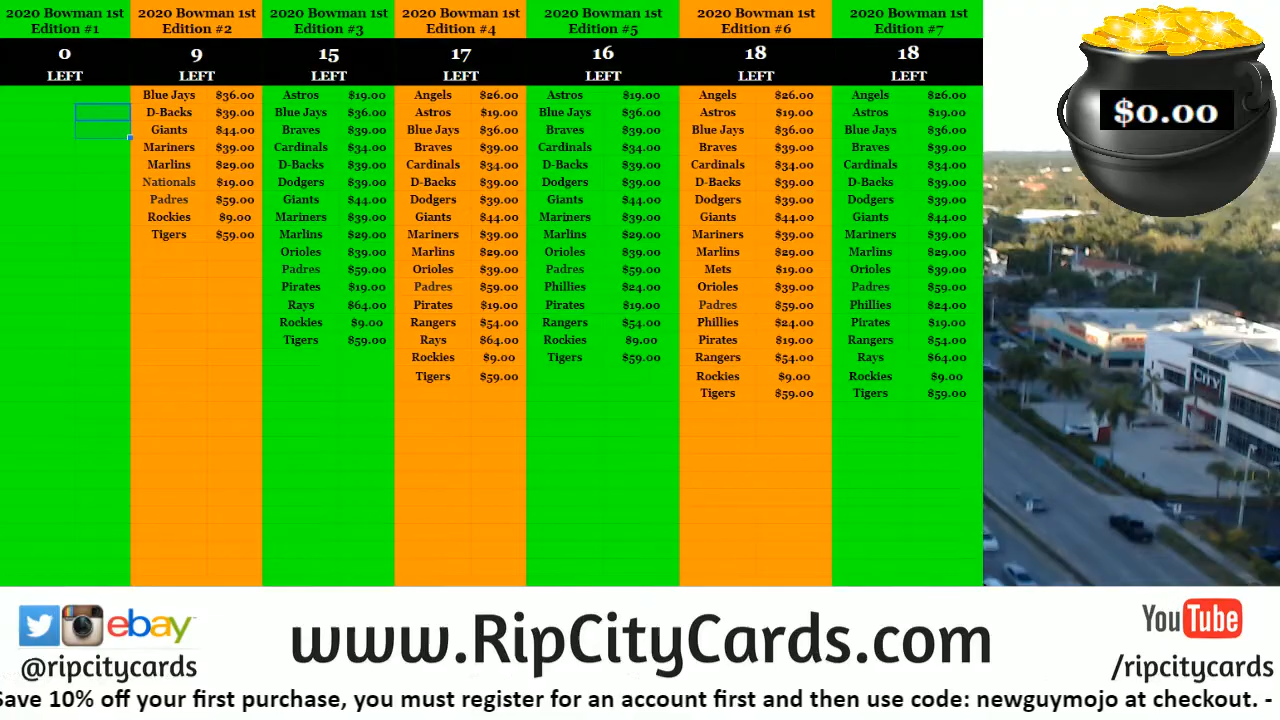 2020 Bowman 1st
Edition #1
0
LEFT
2020 Bowman 1st
Edition #2
9
LEFT
Blue Jays $36.00
D-Backs $39.00
Giants $44.00
Mariners $39.00
Marlins $29.00
Nationals $19.00
Padres $59.00
Rockies $9.00
Tigers $59.00
2020 Bowman 1st
Edition #3
15
LEFT
Astros $19.00
Blue Jays $36.00
Braves $39.00
Cardinals $34.00
D-Backs $39.00
Dodgers $39.00
Giants $44.00
Mariners $39.00
Marlins $29.00
Orioles $39.00
Padres $59.00
Pirates $19.00
Rays $64.00
Rockies $9.00
Tigers $59.00
2020 Bowman 1st
Edition #4
17
LEFT
Angels $26.00
Astros $19.00
Blue Jays $36.00
Braves $39.00
Cardinals $34.00
D-Backs $39.00
Dodgers $39.00
Giants $44.00
Mariners $39.00
Marlins $29.00
Orioles $39.00
Padres $59.00
Pirates $19.00
Rangers $54.00
Rays $64.00
Rockies $9.00
Tigers $59.00
2020 Bowman 1st
Edition #5
16
LEFT
Astros $19.00
Blue Jays $36.00
Braves $39.00
Cardinals $34.00
D-Backs $39.00
Dodgers $39.00
Giants $44.00
Mariners $39.00
Marlins $29.00
Orioles $39.00
Padres $59.00
Phillies $24.00
Pirates $19.00
Rangers $54.00
Rockies $9.00
Tigers $59.00
2020 Bowman 1st
Edition #6
18
LEFT
Angels $26.00
Astros $19.00
Blue Jays $36.00
Braves $39.00
Cardinals $34.00
D-Backs $39.00
Dodgers $39.00
Giants $44.00
Mariners $39.00
Marlins $29.00
Mets $19.00
Orioles $39.00
Padres $59.00
Phillies $24.00
Pirates $19.00
Rangers $54.00
Rockies $9.00
Tigers $59.00
2020 Bowman 1st
Edition #7
18
LEFT
Angels $26.00
Astros $19.00
Blue Jays $36.00
Braves $39.00
Cardinals $34.00
D-Backs $39.00
Dodgers $39.00
Giants $44.00
Mariners $39.00
Marlins $29.00
Orioles $39.00
Padres $59.00
Phillies $24.00
Pirates $19.00
Rangers $54.00
Rays $64.00
Rockies $9.00
Tigers $59.00
$0.00
CITY
ebay
@ripcitycards
www.RipCityCards.com
YouTube
/ripcitycards
Save 10% off your first purchase, you must register for an account first and then use code: newguymojo at checkout. -